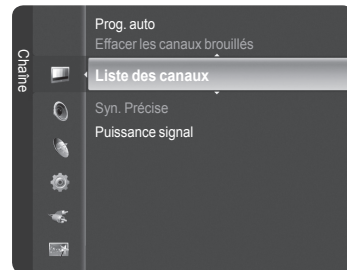 Chaîne
Prog. auto
Effacer les canaux brouillés
Liste des canaux
Syn. Précise
Puissance signal